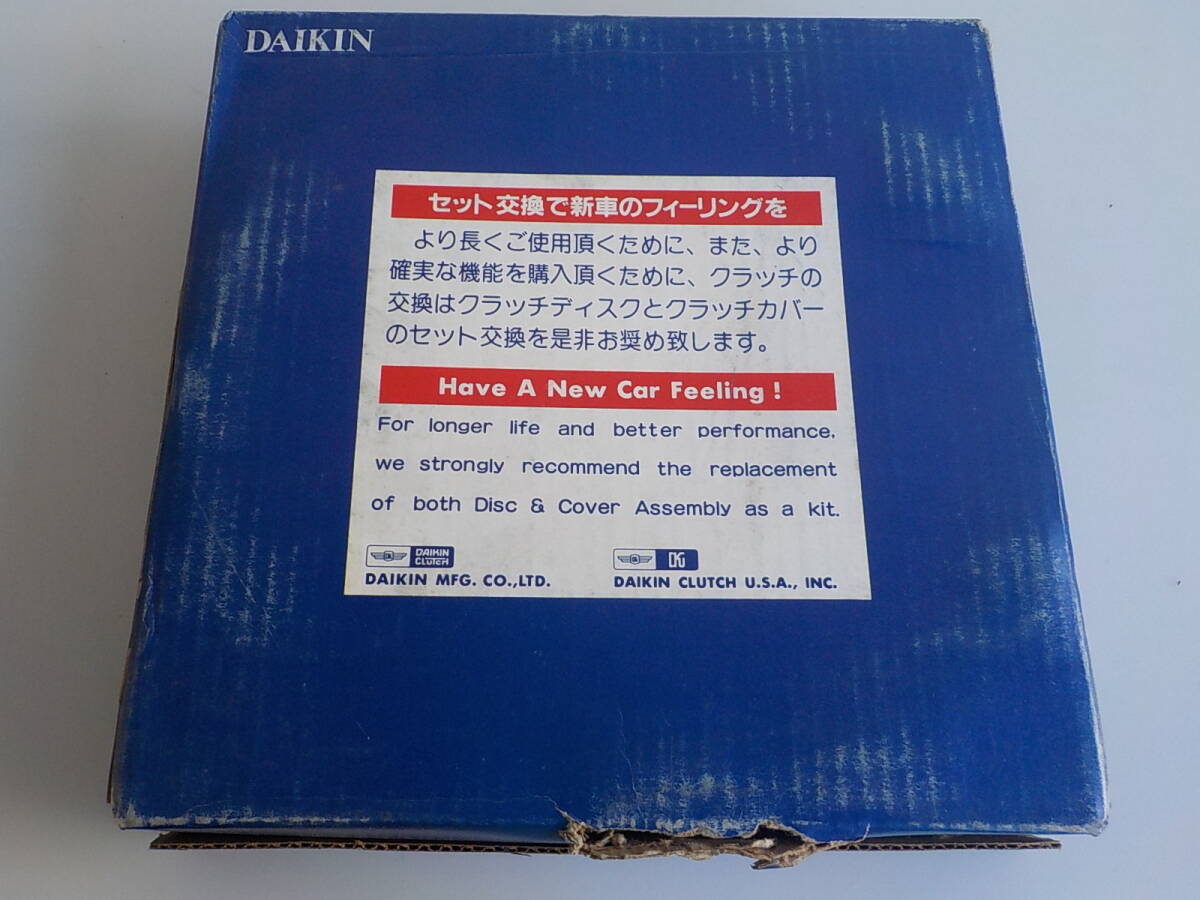 DAIKIN
セット交換で新車のフィーリングを
より長くご使用頂くために、また、より
確実な機能を購入頂くために、クラッチの
交換はクラッチディスクとクラッチカバー
のセット交換を是非お奨め致します。
Have A New Car Feeling!
For longer life and better performance.
we strongly recommend the replacement
of both Disc & Cover Assembly as a kit.
DAIKIN CLUTCH
DAIKIN MFG. CO.,LTD.
DAIKIN CLUTCH U.S.A., INC.